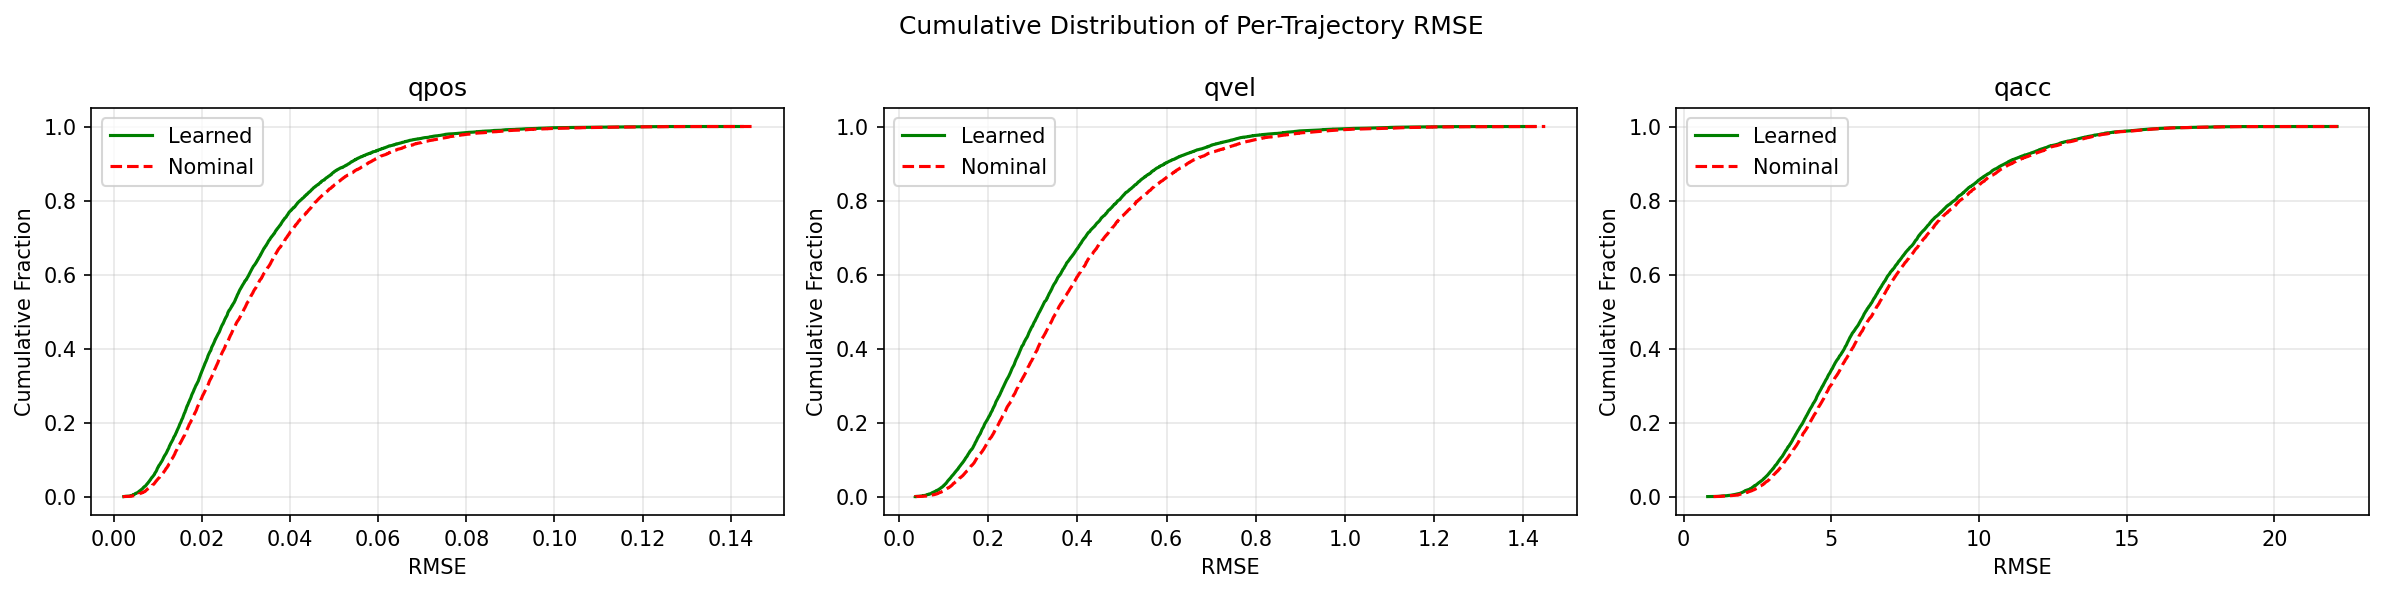 Cumulative Distribution of Per-Trajectory RMSE
qpos
Learned
Nominal
1.0
0.8
0.6
0.4
0.2
0.0
Cumulative Fraction
0.00 0.02 0.04 0.06 0.08 0.10 0.12 0.14
RMSE
qvel
Learned
Nominal
1.0
0.8
0.6
0.4
0.2
0.0
Cumulative Fraction
0.0 0.2 0.4 0.6 0.8 1.0 1.2 1.4
RMSE
qacc
Learned
Nominal
1.0
0.8
0.6
0.4
0.2
0.0
Cumulative Fraction
0 5 10 15 20
RMSE